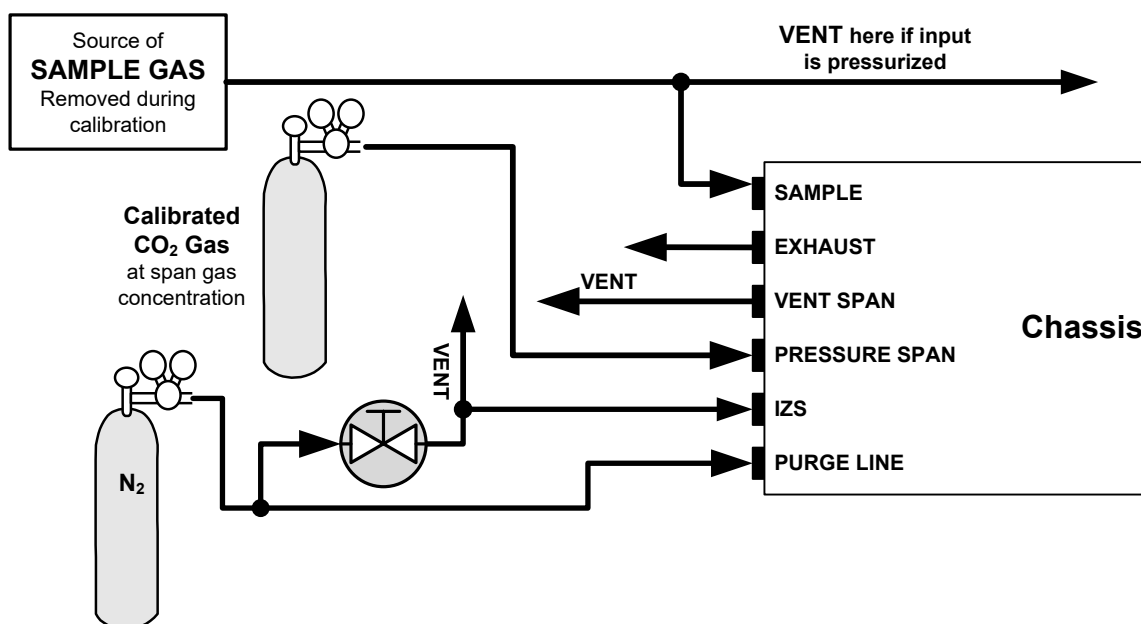 Source of
SAMPLE GAS
Removed during
calibration
VENT here if input
is pressurized
Calibrated
CO₂ Gas
at span gas
concentration
SAMPLE
EXHAUST
VENT
VENT SPAN
PRESSURE SPAN
VENT
IZS
PURGE LINE
Chassis
N₂